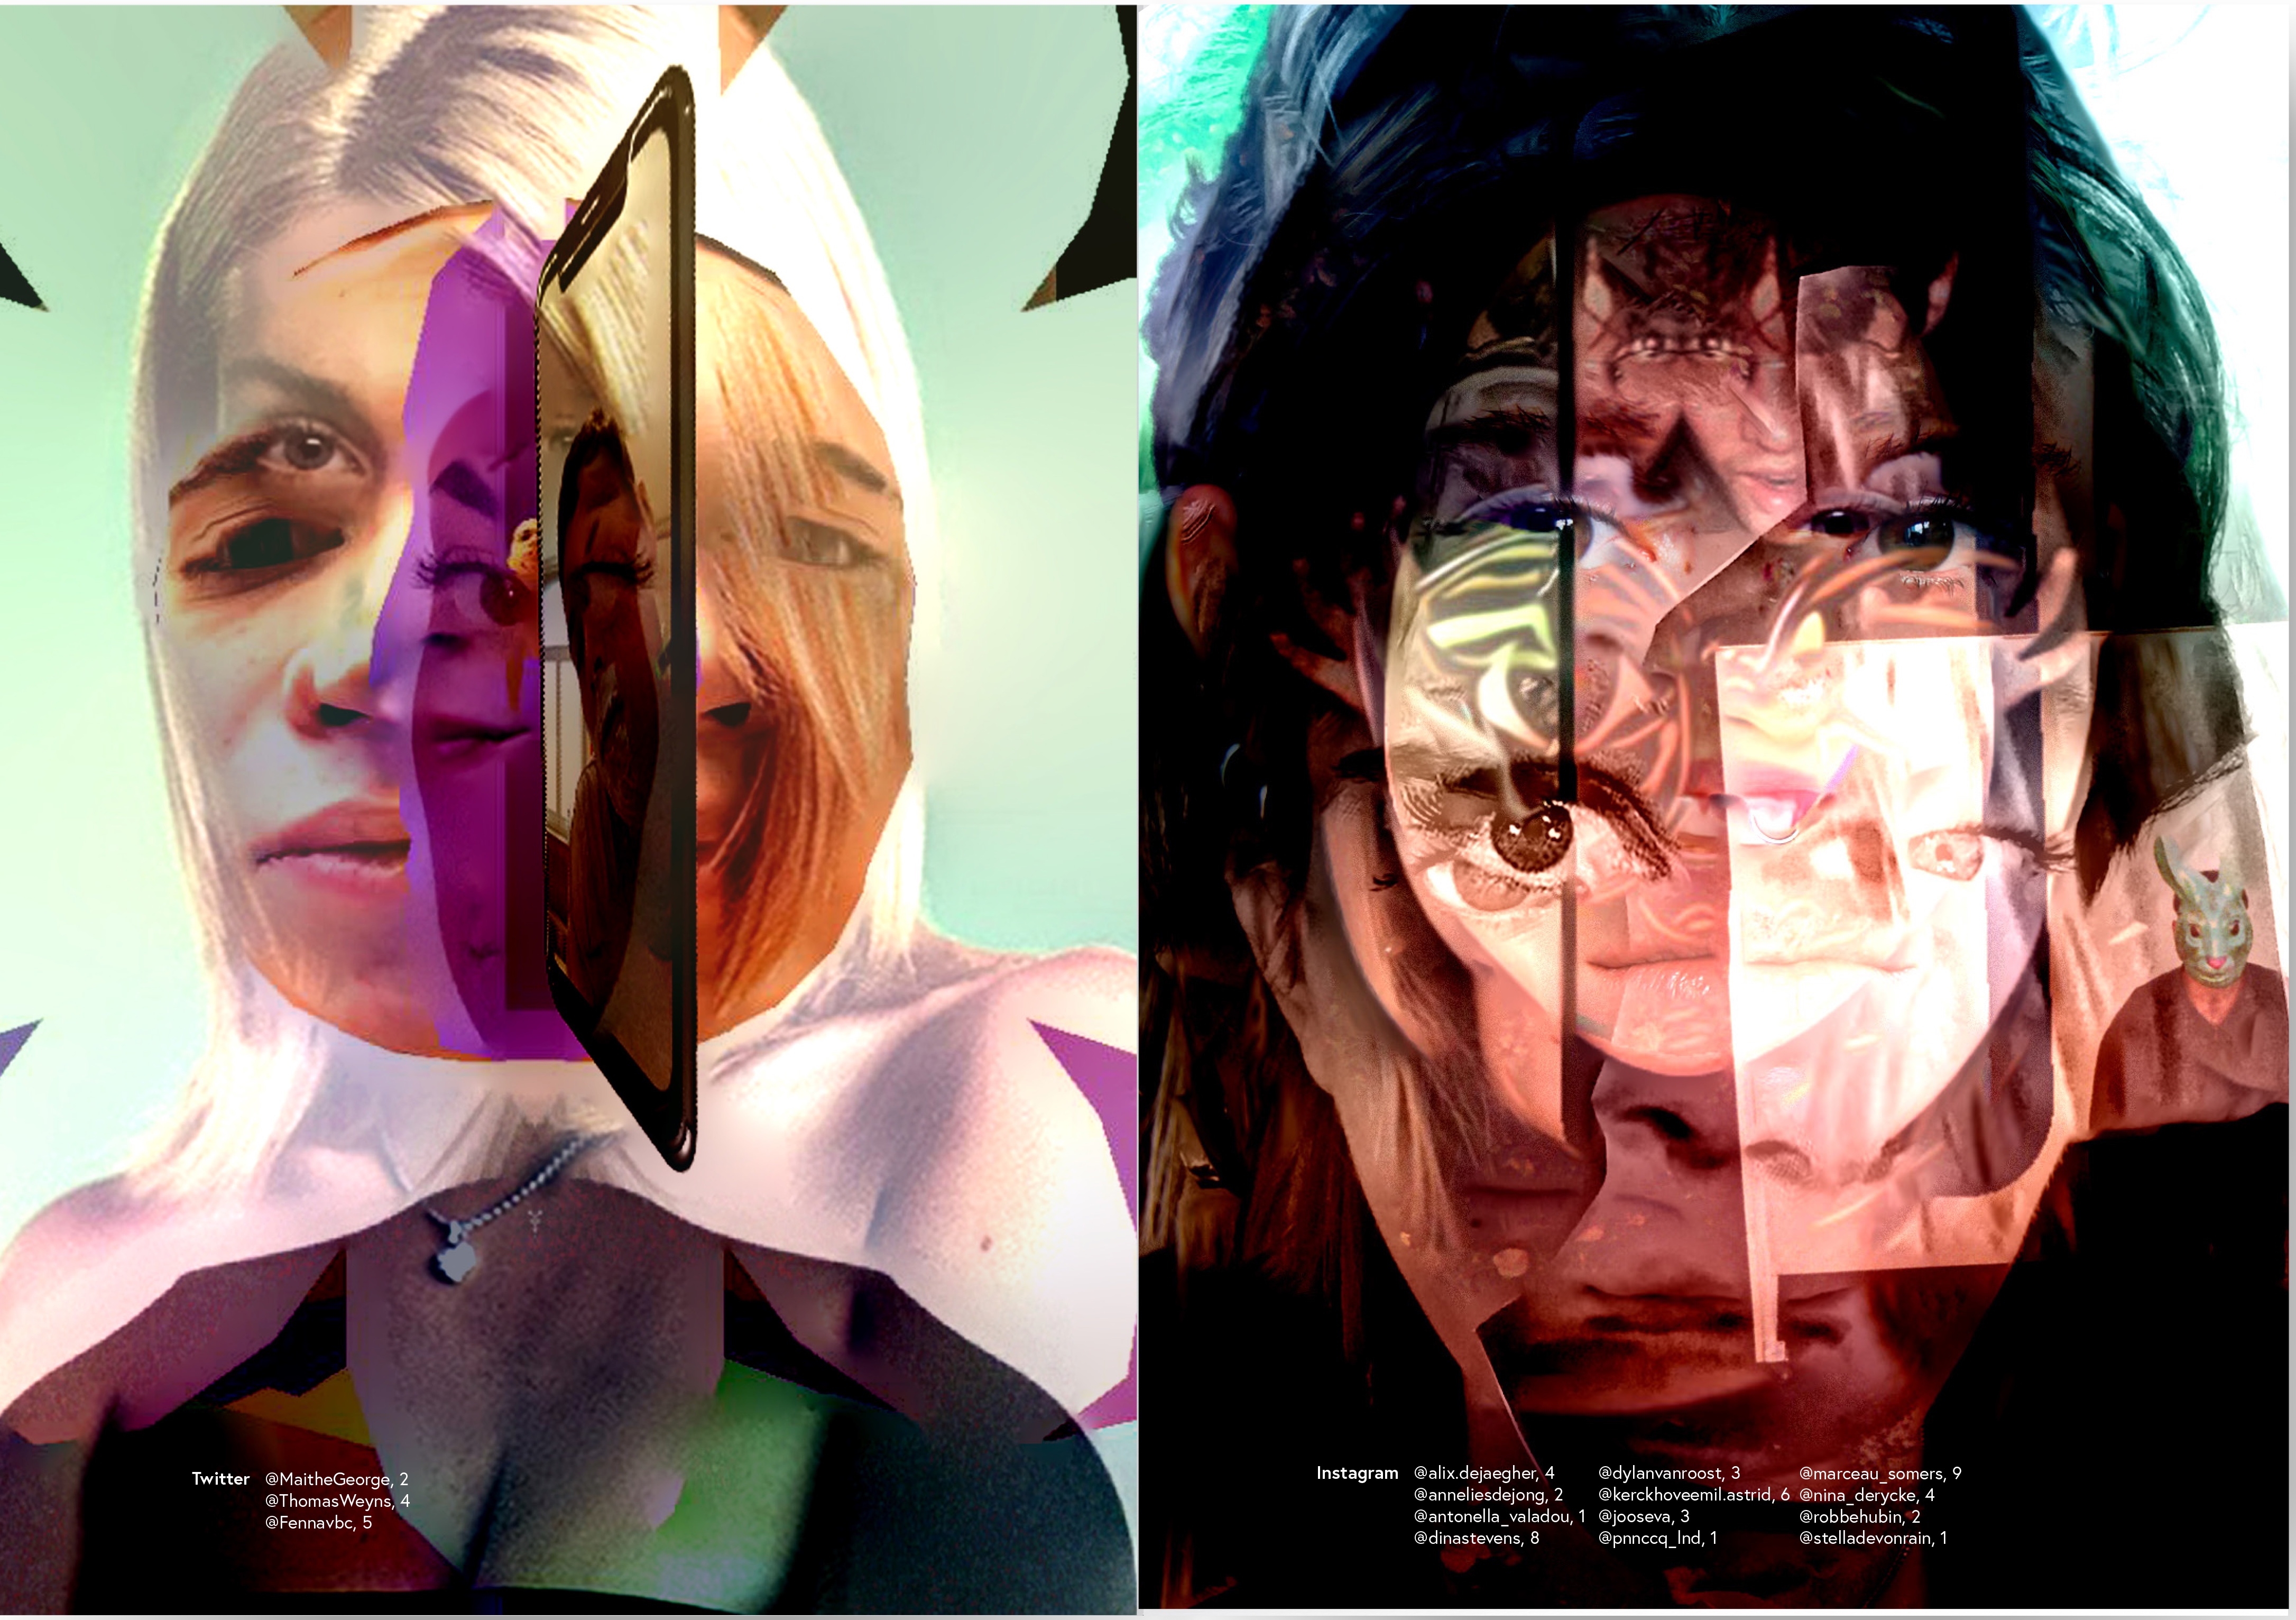 Twitter @MaitheGeorge, 2
@ThomasWeyns, 4
@Fennavbc, 5
Instagram @alix.dejaegher, 4
@anneliesdejong, 2
@antonella_valadou, 1
@dinastevens, 8
@dylanvanroost, 3
@kerckhoveemil.astrid, 6
@jooseva, 3
@pnnccq_lnd, 1
@marceau_somers, 9
@nina_derycke, 4
@robbehubin, 2
@stelladevonrain, 1